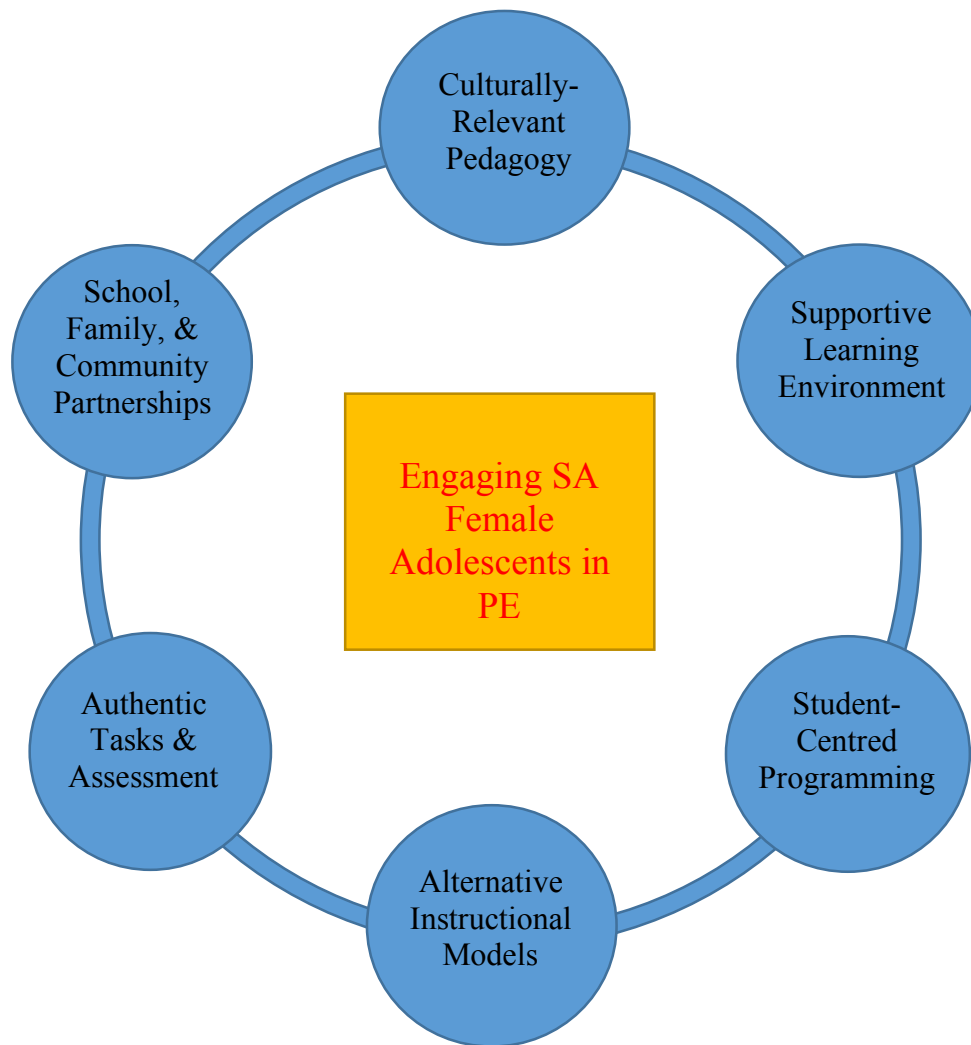 Culturally-
Relevant
Pedagogy
Supportive
Learning
Environment
Student-
Centred
Programming
Alternative
Instructional
Models
Authentic
Tasks &
Assessment
School,
Family, &
Community
Partnerships
Engaging SA
Female
Adolescents in
PE